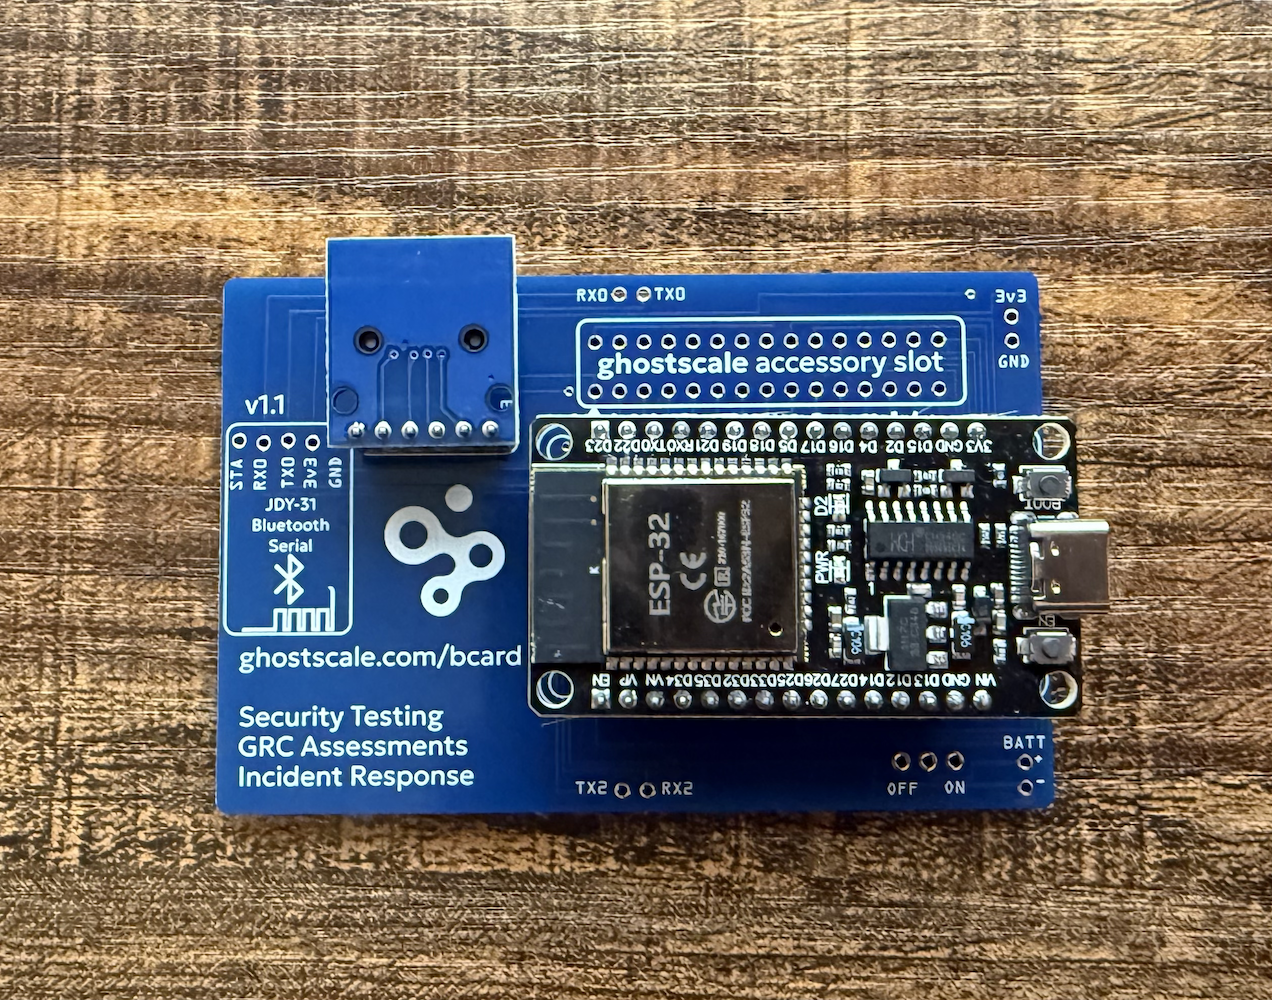 RX0 TX0
3v3
GND
ghostscale accessory slot
v1.1
STA
RX0
TX0
3v3
GND
JDY-31
Bluetooth
Serial
ghostscale.com/bcard
Security Testing
GRC Assessments
Incident Response
D23 D22 TX0 RX0 D21 D19 D18 D5 D17 D16 D4 D2 D15 GND 3V3
ESP-32
CE
R
D2
PWR
1
BOOT
EN
EN VP VN D34 D35 D32 D33 D25 D26 D27 D14 D12 D13 GND VIN
TX2 RX2
OFF ON
BATT
+
-